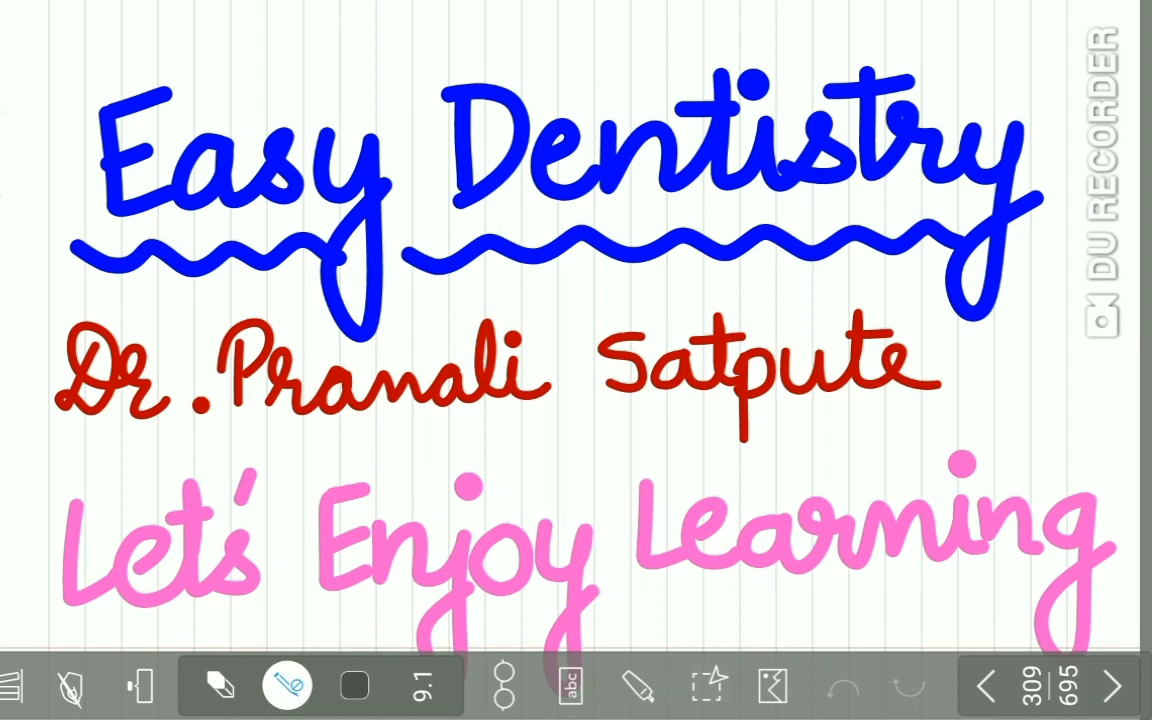 Easy Dentistry
Dr. Pranali Satpute
Let's Enjoy Learning
DU RECORDER
9.1
abc
309
695